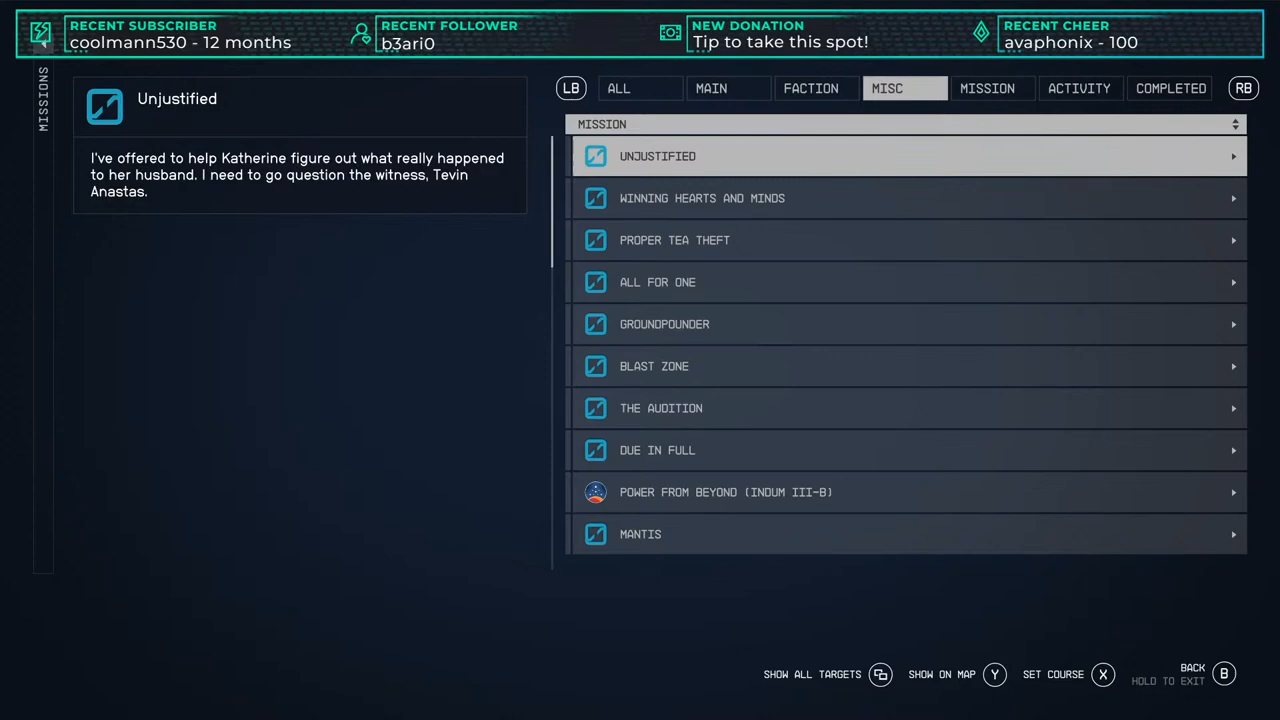 RECENT SUBSCRIBER
coolmann530 - 12 months
RECENT FOLLOWER
b3ari0
NEW DONATION
Tip to take this spot!
RECENT CHEER
avaphonix - 100
MISSIONS
Unjustified
I've offered to help Katherine figure out what really happened
to her husband. I need to go question the witness, Tevin
Anastas.
LB ALL MAIN FACTION MISC MISSION ACTIVITY COMPLETED RB
MISSION
UNJUSTIFIED
WINNING HEARTS AND MINDS
PROPER TEA THEFT
ALL FOR ONE
GROUNDPOUNDER
BLAST ZONE
THE AUDITION
DUE IN FULL
POWER FROM BEYOND (INDUM III-B)
MANTIS
SHOW ALL TARGETS SHOW ON MAP Y SET COURSE X BACK B
HOLD TO EXIT